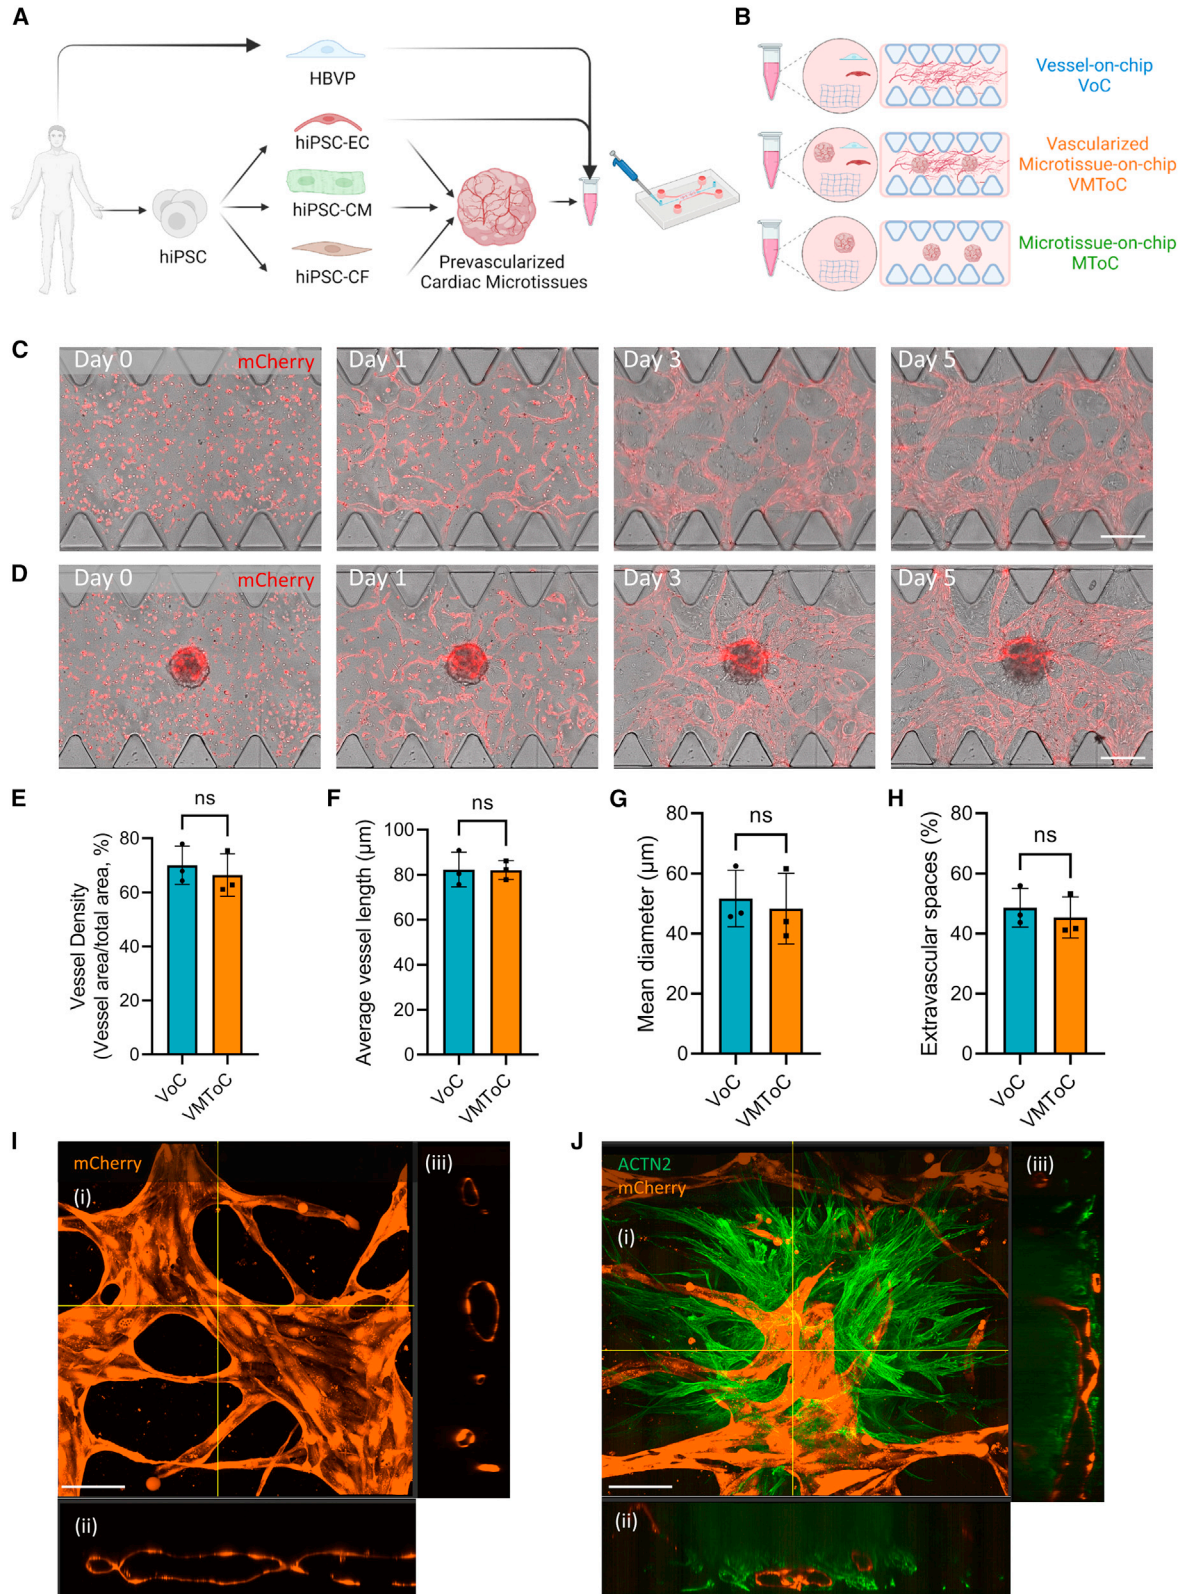 A
HBVP
hiPSC-EC
hiPSC-CM
hiPSC-CF
hiPSC
Prevascularized
Cardiac Microtissues
B
Vessel-on-chip
VoC
Vascularized
Microtissue-on-chip
VMToC
Microtissue-on-chip
MToC
C
Day 0
mCherry
Day 1
Day 3
Day 5
D
Day 0
mCherry
Day 1
Day 3
Day 5
E
ns
Vessel Density
(Vessel area/total area, %)
80
60
40
20
0
VoC
VMToC
F
ns
Average vessel length (μm)
100
80
60
40
20
0
VoC
VMToC
G
ns
Mean diameter (μm)
80
60
40
20
0
VoC
VMToC
H
ns
Extravascular spaces (%)
80
60
40
20
0
VoC
VMToC
I
mCherry
(i)
(iii)
(ii)
J
ACTN2
mCherry
(i)
(iii)
(ii)